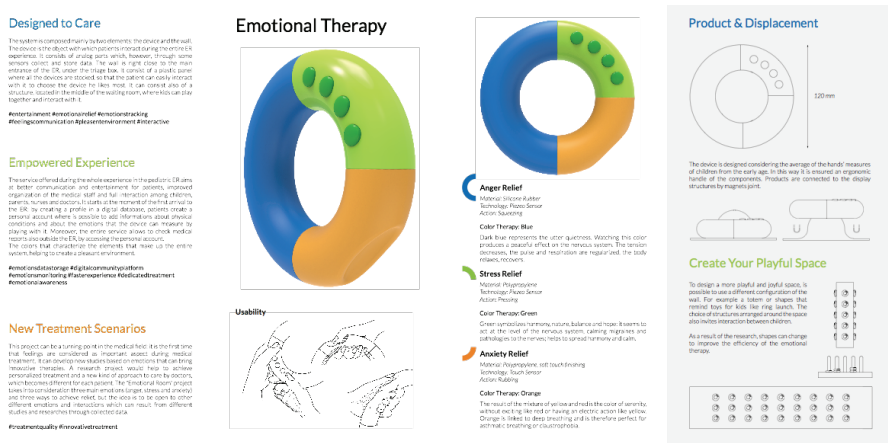 Designed to Care
The system is composed mainly by two elements: the device and the wall.
The device is the object with which patients interact during the entire ER
experience. It consists of analog parts which, however, through some
sensors collect and store data. The wall is right close to the main
entrance of the ER, under the triage box. It consist of a plastic panel
where all the devices are stocked, so that the patient can easily interact
with it to choose the device he likes most. It can consist also of a
structure, located in the middle of the waiting room, where kids can play
together and interact with it.
#entertainment #emotionalrelief #emotionstracking
#feelingscommunication #pleasentenvironment #interactive
Empowered Experience
The service offered during the whole experience in the pediatric ER aims
at better communication and entertainment for patients, improved
organization of the medical staff and full interaction among children,
parents, nurses and doctors. It starts at the moment of the first arrival to
the ER, by creating a profile in a digital database, patients create a
personal account where is possible to add informations about physical
conditions and about the emotions that the device can measure by
playing with it. Moreover, the entire service allows to check medical
reports also outside the ER, by accessing the personal account.
The colors that characterize the elements that make up the entire
system, helping to create a pleasant environment.
#emotionsdatastorage #digitalcommunityplatform
#emotionsmonitoring #fasterexperience #dedicatedtreatment
#emotionalawareness
New Treatment Scenarios
This project can be a turning point in the medical field: it is the first time
that feelings are considered as important aspect during medical
treatment. It can develop new studies based on emotions that can bring
innovative therapies. A research project would help to achieve
personalized treatment and a new kind of approach to care by doctors,
which becomes different for each patient. The "Emotional Room" project
takes into consideration three main emotions (anger, stress and anxiety)
and three ways to achieve relief, but the idea is to be open to other
different emotions and interactions which can result from different
studies and researches through collected data.
#treatmentquality #innovativetreatment
Emotional Therapy
Usability
Anger Relief
Material: Silicone Rubber
Technology: Piezeo Sensor
Action: Squeezing
Color Therapy: Blue
Dark Blue represents the utter quietness. Watching this color
produces a peaceful effect on the nervous system. The tension
decreases, the pulse and respiration are regularized, the body
relaxes, recovers.
Stress Relief
Material: Polypropylene
Technology: Piezeo Sensor
Action: Pressing
Color Therapy: Green
Green symbolizes harmony, nature, balance and hope; it seems to
act at the level of the nervous system, calming migraines and
pathologies to the nerves; helps to spread harmony and calm.
Anxiety Relief
Material: Polypropylene, soft touch finishing
Technology: Touch Sensor
Action: Rubbing
Color Therapy: Orange
The result of the mixture of yellow and red is the color of serenity,
without exciting like red or having an electric action like yellow.
Orange is linked to deep breathing and is therefore perfect for
asthmatic breathing or claustrophobia.
Product & Displacement
120 mm
The device is designed considering the average of the hands' measures
of children from the early age. In this way it is ensured an ergonomic
handle of the components. Products are connected to the display
structures by magnets joint.
Create Your Playful Space
To design a more playful and joyful space, is
possible to use a different configuration of the
wall. For example a totem or shapes that
remind toys for kids like ring launch. The
choice of structures arranged around the space
also invites interaction between children.
As a result of the research, shapes can change
to improve the efficiency of the emotional
therapy.